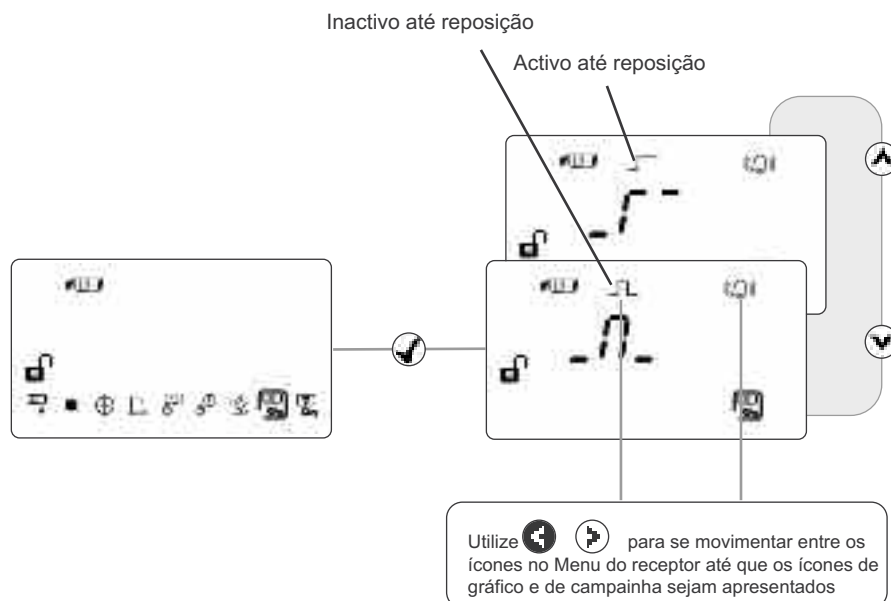 Inactivo até reposição
Activo até reposição
Utilize para se movimentar entre os
ícones no Menu do receptor até que os ícones de
gráfico e de campainha sejam apresentados